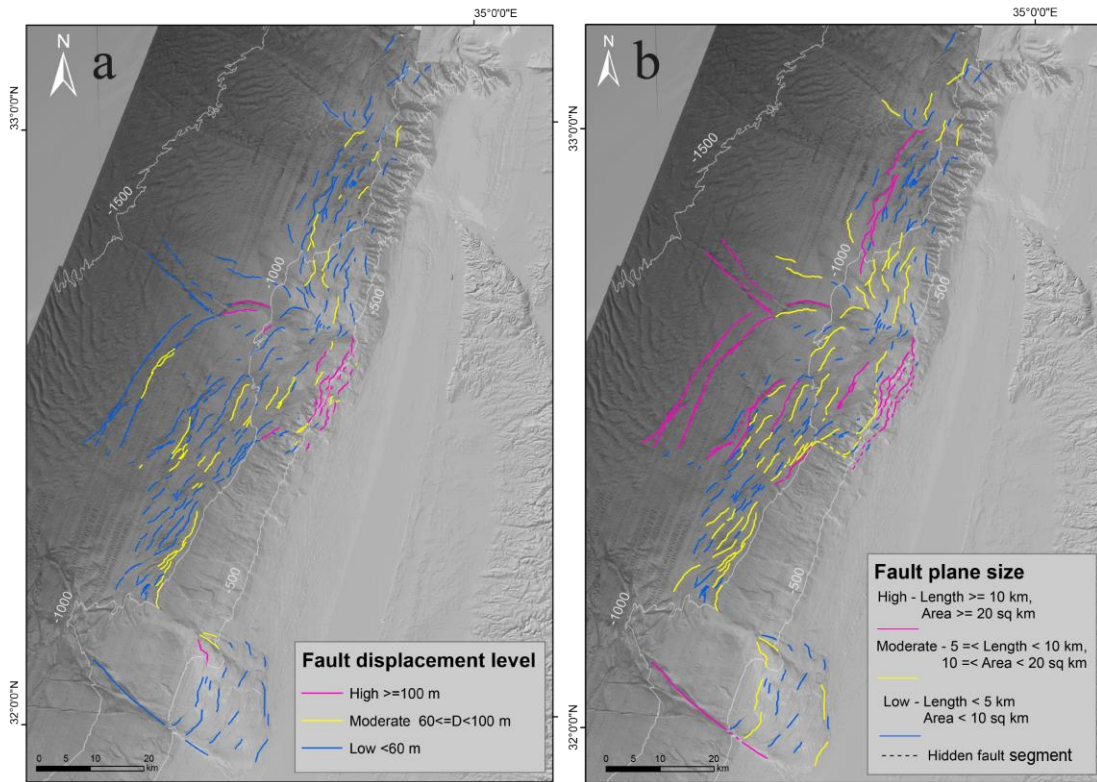 35°0'0"E
N
a
33°0'0"N
-1500
-1000
-500
-1000
-500
32°0'0"N
Fault displacement level
High >=100 m
Moderate 60<=D<100 m
Low <60 m
0 5 10 20
km
35°0'0"E
N
b
33°0'0"N
-1500
-1000
-500
-1000
-500
32°0'0"N
Fault plane size
High - Length >= 10 km,
Area >= 20 sq km
Moderate - 5 =< Length < 10 km,
10 =< Area < 20 sq km
Low - Length < 5 km
Area < 10 sq km
Hidden fault segment
0 5 10 20
km